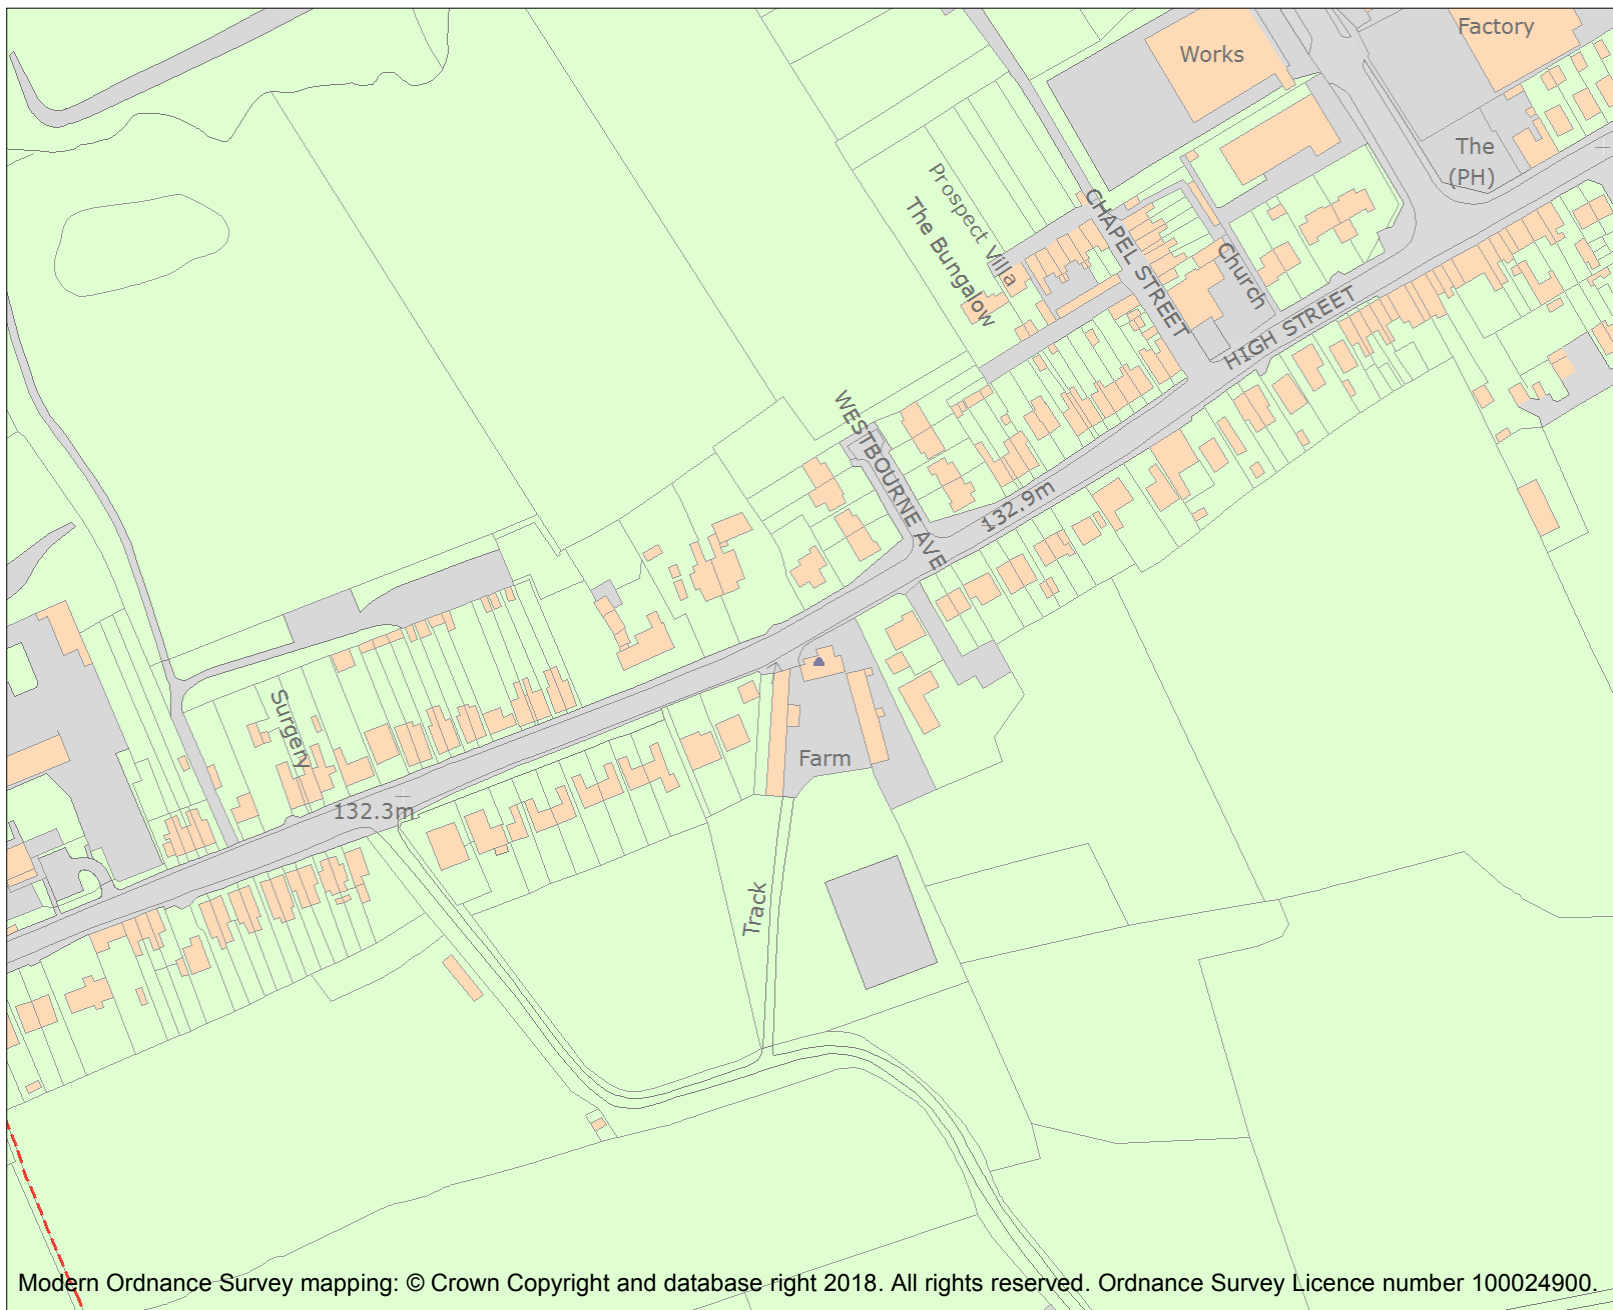 Factory
Works
The
(PH)
Prospect Villa
The Bungalow
CHAPEL STREET
Church
HIGH STREET
WESTBOURNE AVE
132.9m
Surgery
Farm
132.3m
Track
Modern Ordnance Survey mapping: © Crown Copyright and database right 2018. All rights reserved. Ordnance Survey Licence number 100024900.